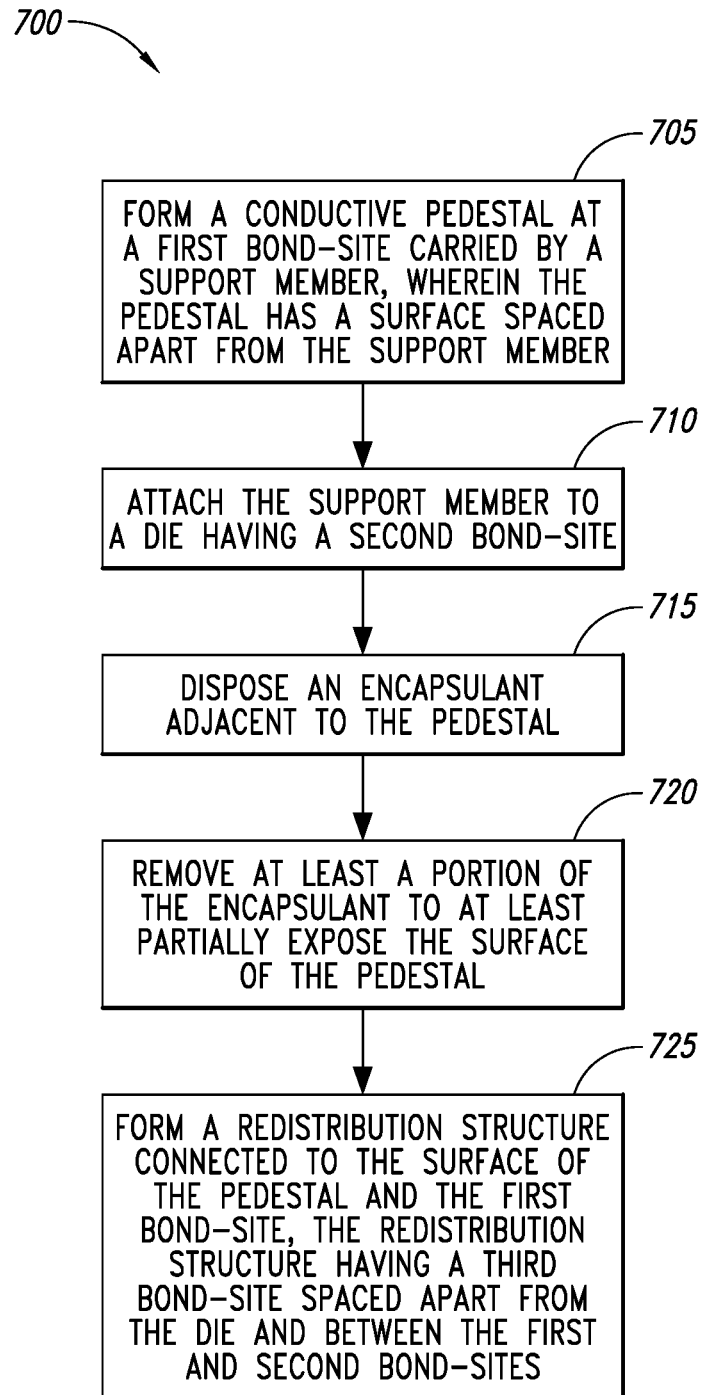 700
705
FORM A CONDUCTIVE PEDESTAL AT
A FIRST BOND-SITE CARRIED BY A
SUPPORT MEMBER, WHEREIN THE
PEDESTAL HAS A SURFACE SPACED
APART FROM THE SUPPORT MEMBER
710
ATTACH THE SUPPORT MEMBER TO
A DIE HAVING A SECOND BOND-SITE
715
DISPOSE AN ENCAPSULANT
ADJACENT TO THE PEDESTAL
720
REMOVE AT LEAST A PORTION OF
THE ENCAPSULANT TO AT LEAST
PARTIALLY EXPOSE THE SURFACE
OF THE PEDESTAL
725
FORM A REDISTRIBUTION STRUCTURE
CONNECTED TO THE SURFACE OF
THE PEDESTAL AND THE FIRST
BOND-SITE, THE REDISTRIBUTION
STRUCTURE HAVING A THIRD
BOND-SITE SPACED APART FROM
THE DIE AND BETWEEN THE FIRST
AND SECOND BOND-SITES